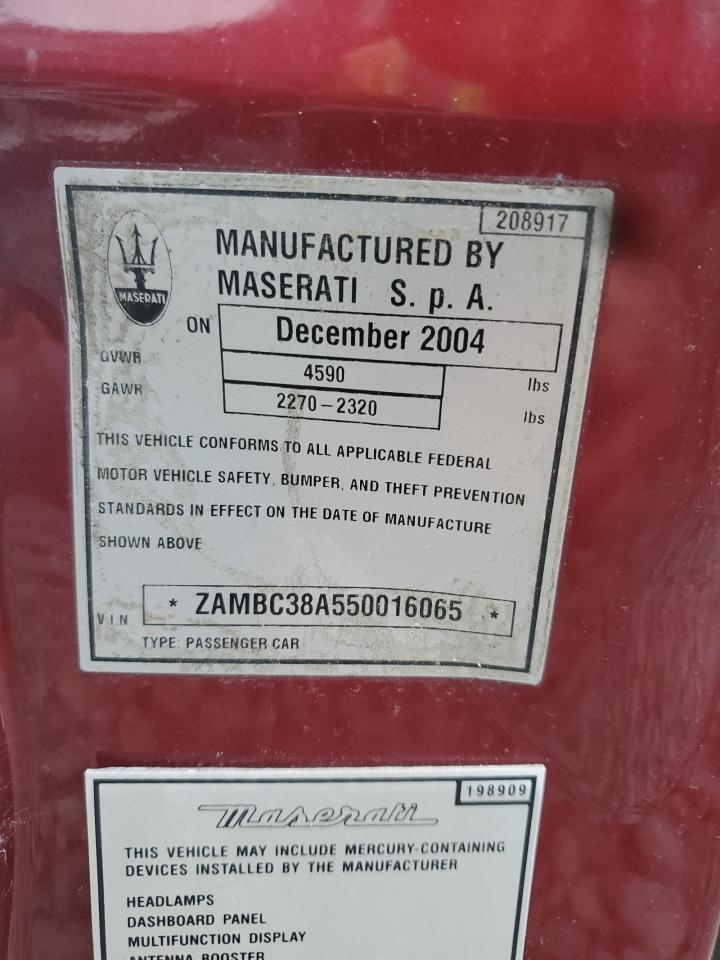 208917
MANUFACTURED BY
MASERATI S. p. A.
MASERATI
ON December 2004
GVWR 4590 lbs
GAWR 2270-2320 lbs
THIS VEHICLE CONFORMS TO ALL APPLICABLE FEDERAL
MOTOR VEHICLE SAFETY, BUMPER, AND THEFT PREVENTION
STANDARDS IN EFFECT ON THE DATE OF MANUFACTURE
SHOWN ABOVE
V.I.N * ZAMBC38A550016065 *
TYPE: PASSENGER CAR
198909
Maserati
THIS VEHICLE MAY INCLUDE MERCURY-CONTAINING
DEVICES INSTALLED BY THE MANUFACTURER
HEADLAMPS
DASHBOARD PANEL
MULTIFUNCTION DISPLAY
ANTENNA BOOSTER